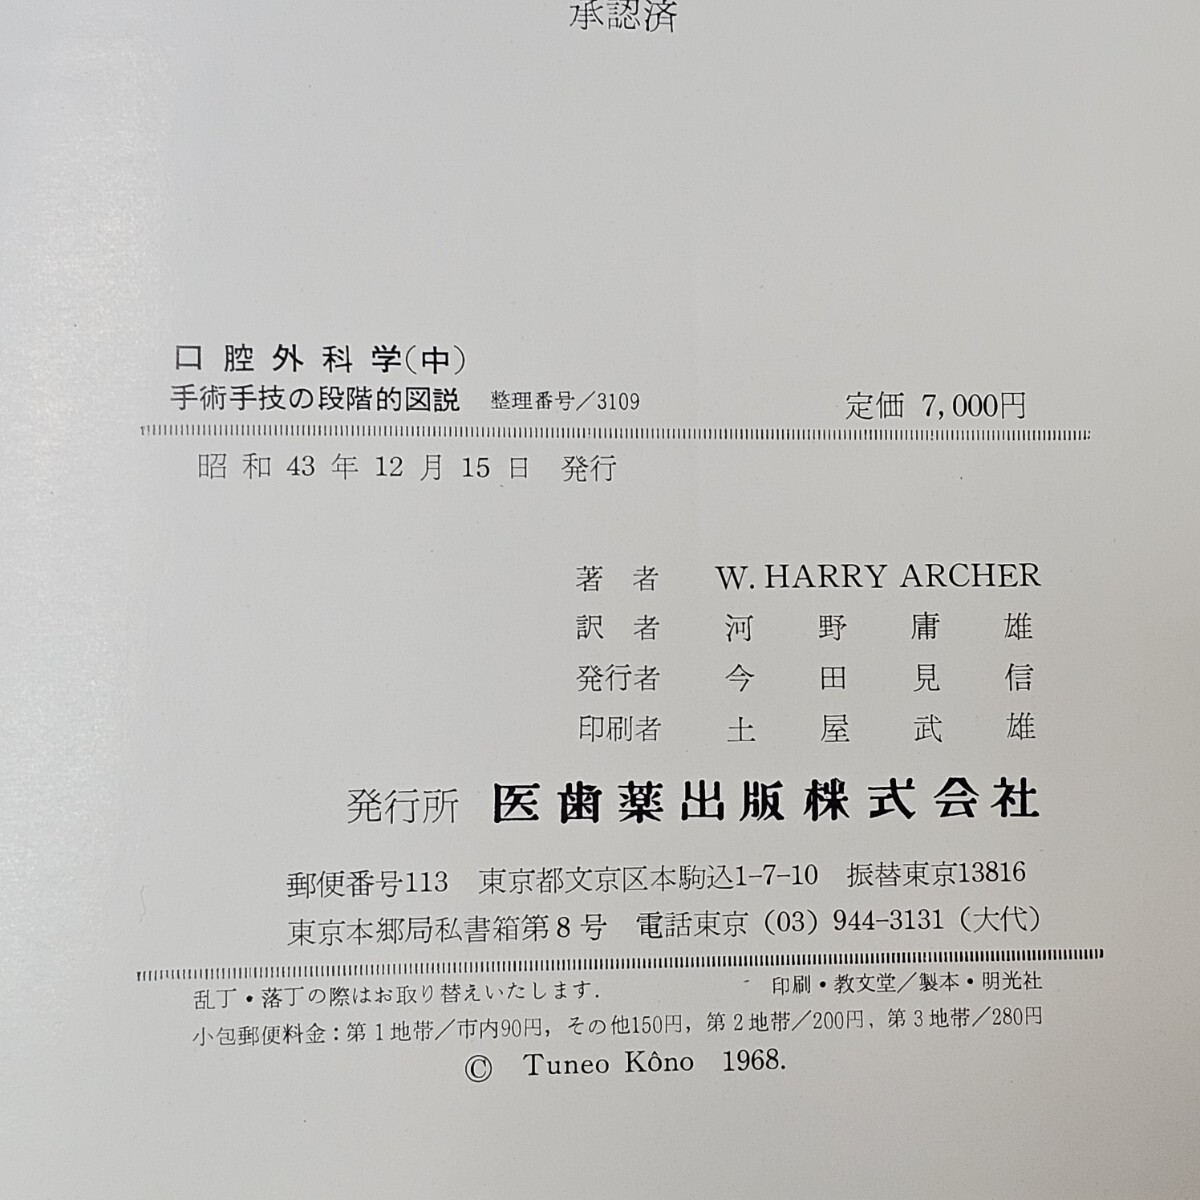 承認済
口腔外科学(中)
手術手技の段階的図説 整理番号/3109 定価 7,000円
昭和43年12月15日 発行
著者 W. HARRY ARCHER
訳者 河野庸雄
発行者 今田見信
印刷者 土屋武雄
発行所 医歯薬出版株式会社
郵便番号113 東京都文京区本駒込1-7-10 振替東京13816
東京本郷局私書箱第8号 電話東京 (03) 944-3131 (大代)
乱丁・落丁の際はお取り替えいたします. 印刷・教文堂/製本・明光社
小包郵便料金:第1地帯/市内90円, その他150円, 第2地帯/200円, 第3地帯/280円
© Tuneo Kôno 1968.